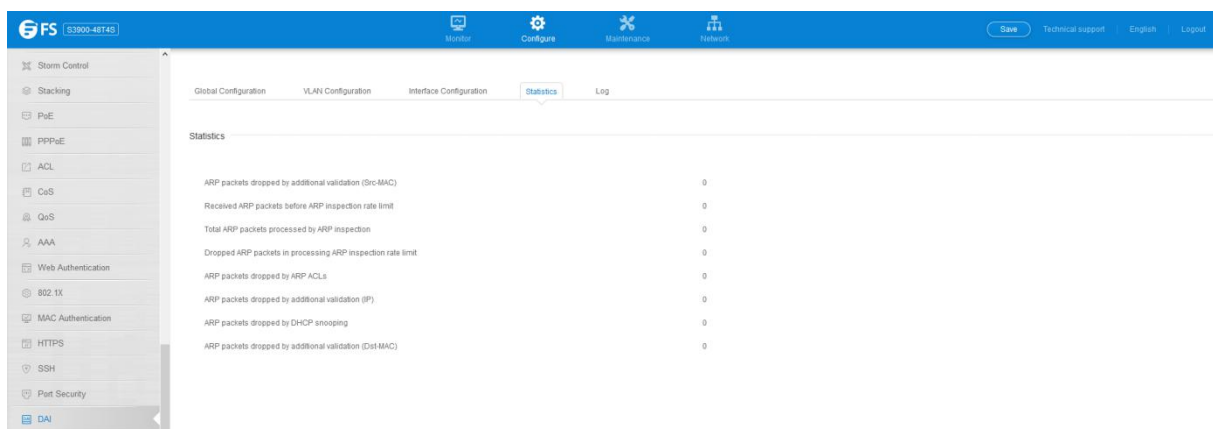 FS S3900-48T4S
Monitor
Configure
Maintenance
Network
Save
Technical support
English
Logout
Storm Control
Stacking
PoE
PPPoE
ACL
CoS
QoS
AAA
Web Authentication
802.1X
MAC Authentication
HTTPS
SSH
Port Security
DAI
Global Configuration
VLAN Configuration
Interface Configuration
Statistics
Log
Statistics
ARP packets dropped by additional validation (Src-MAC) 0
Received ARP packets before ARP inspection rate limit 0
Total ARP packets processed by ARP inspection 0
Dropped ARP packets in processing ARP inspection rate limit 0
ARP packets dropped by ARP ACLs 0
ARP packets dropped by additional validation (IP) 0
ARP packets dropped by DHCP snooping 0
ARP packets dropped by additional validation (Dst-MAC) 0